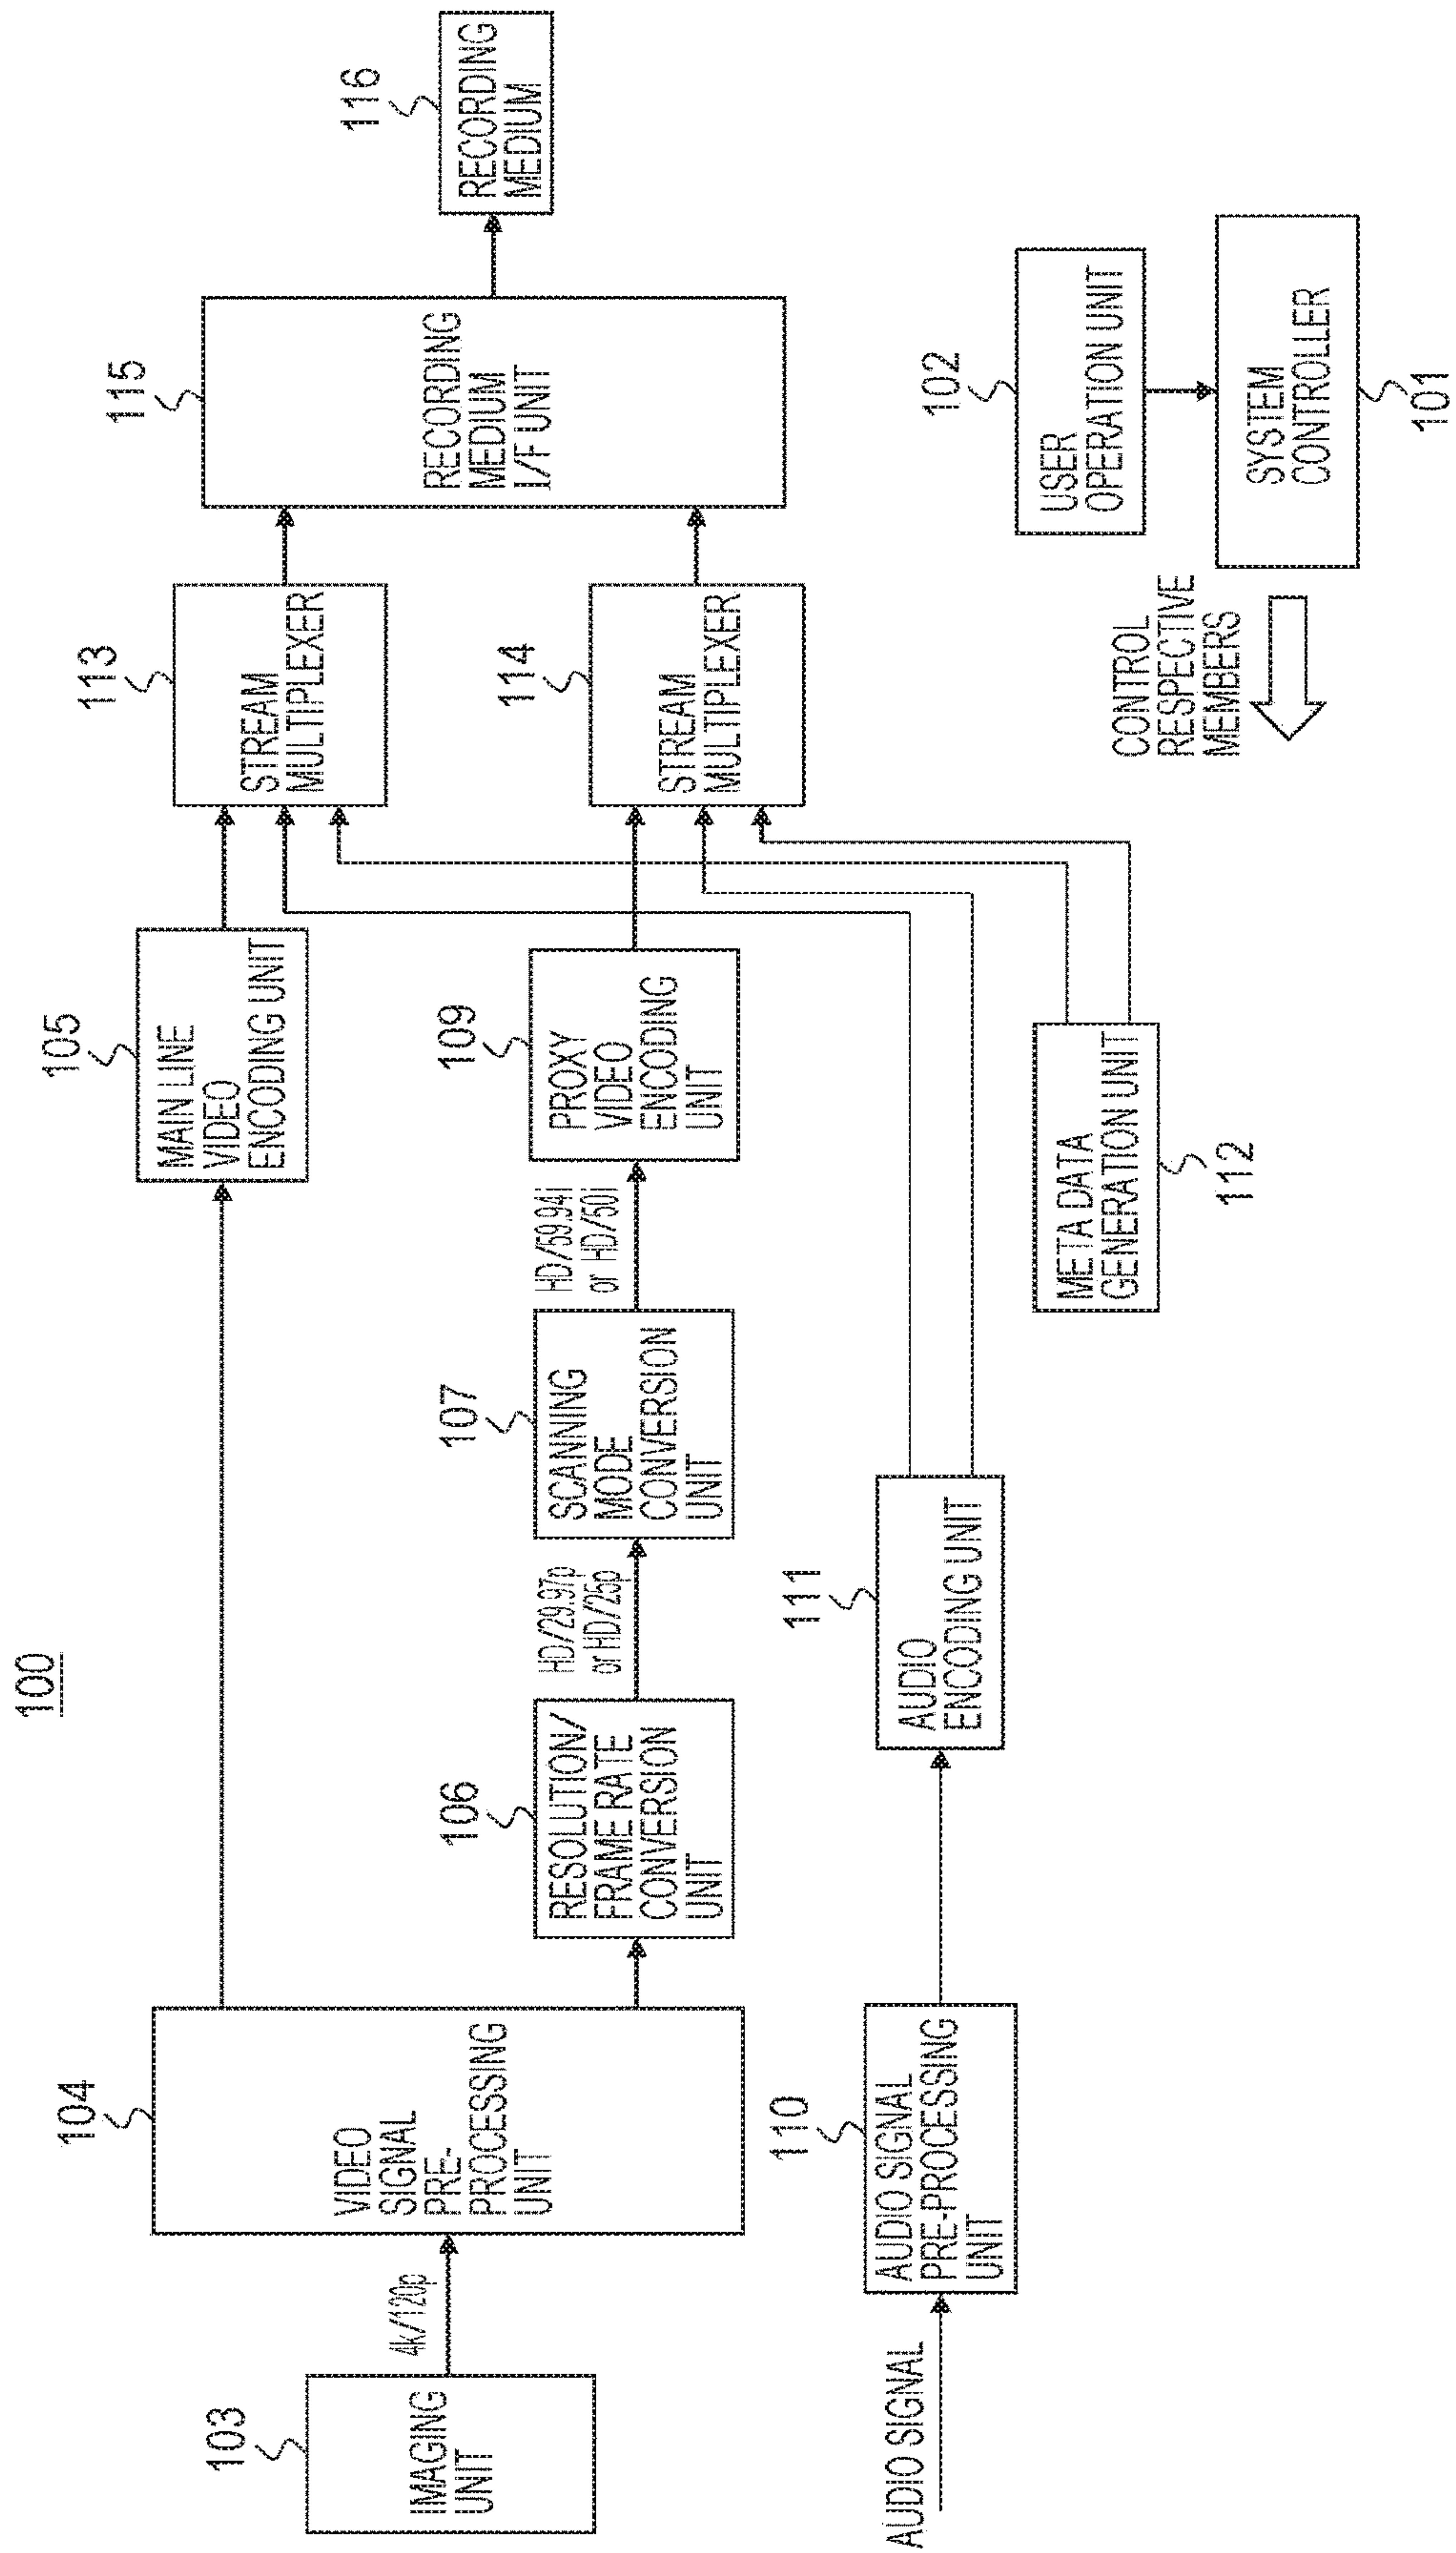 100
103
IMAGING
UNIT
4k/120p
104
VIDEO
SIGNAL
PRE-
PROCESSING
UNIT
105
MAIN LINE
VIDEO
ENCODING UNIT
106
RESOLUTION/
FRAME RATE
CONVERSION
UNIT
HD/29.97p
or HD/25p
107
SCANNING
MODE
CONVERSION
UNIT
HD/59.94i
or HD/50i
109
PROXY
VIDEO
ENCODING
UNIT
113
STREAM
MULTIPLEXER
114
STREAM
MULTIPLEXER
115
RECORDING
MEDIUM
I/F UNIT
116
RECORDING
MEDIUM
AUDIO SIGNAL
110
AUDIO SIGNAL
PRE-PROCESSING
UNIT
111
AUDIO
ENCODING UNIT
META DATA
GENERATION UNIT
112
CONTROL
RESPECTIVE
MEMBERS
102
USER
OPERATION UNIT
SYSTEM
CONTROLLER
101